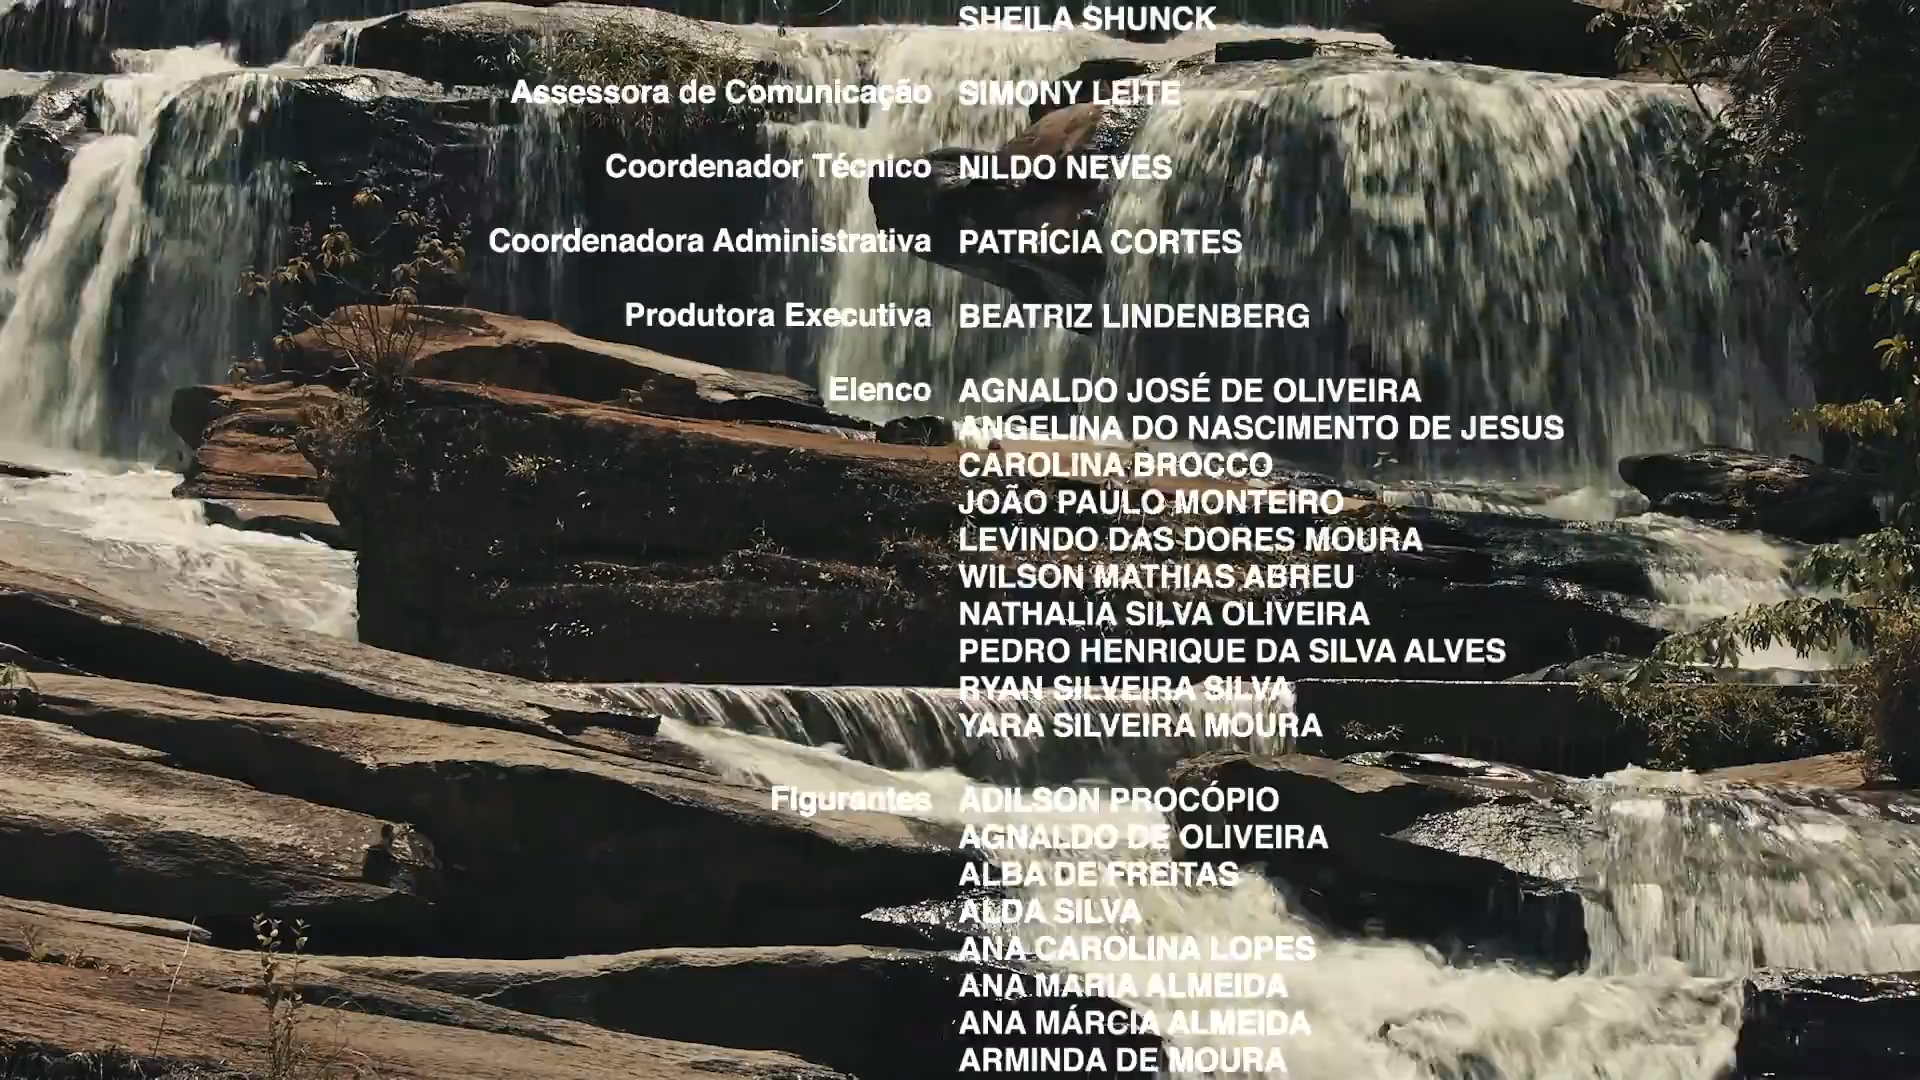 SHEILA SHUNCK
Assessora de Comunicação SIMONY LEITE
Coordenador Técnico NILDO NEVES
Coordenadora Administrativa PATRÍCIA CORTES
Produtora Executiva BEATRIZ LINDENBERG
Elenco AGNALDO JOSÉ DE OLIVEIRA
ANGELINA DO NASCIMENTO DE JESUS
CAROLINA BROCCO
JOÃO PAULO MONTEIRO
LEVINDO DAS DORES MOURA
WILSON MATHIAS ABREU
NATHALIA SILVA OLIVEIRA
PEDRO HENRIQUE DA SILVA ALVES
RYAN SILVEIRA SILVA
YARA SILVEIRA MOURA
Figurantes ADILSON PROCÓPIO
AGNALDO DE OLIVEIRA
ALBA DE FREITAS
ALDA SILVA
ANA CAROLINA LOPES
ANA MARIA ALMEIDA
ANA MÁRCIA ALMEIDA
ARMINDA DE MOURA